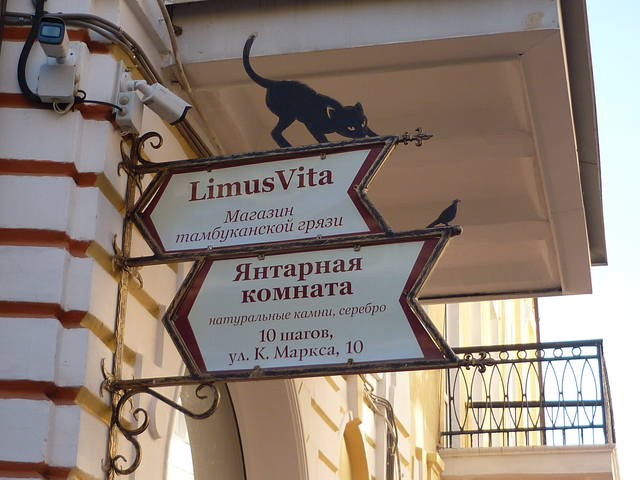 LimusVita
Магазин
тамбуканской грязи
Янтарная
комната
натуральные камни, серебро
10 шагов,
ул. К. Маркса, 10